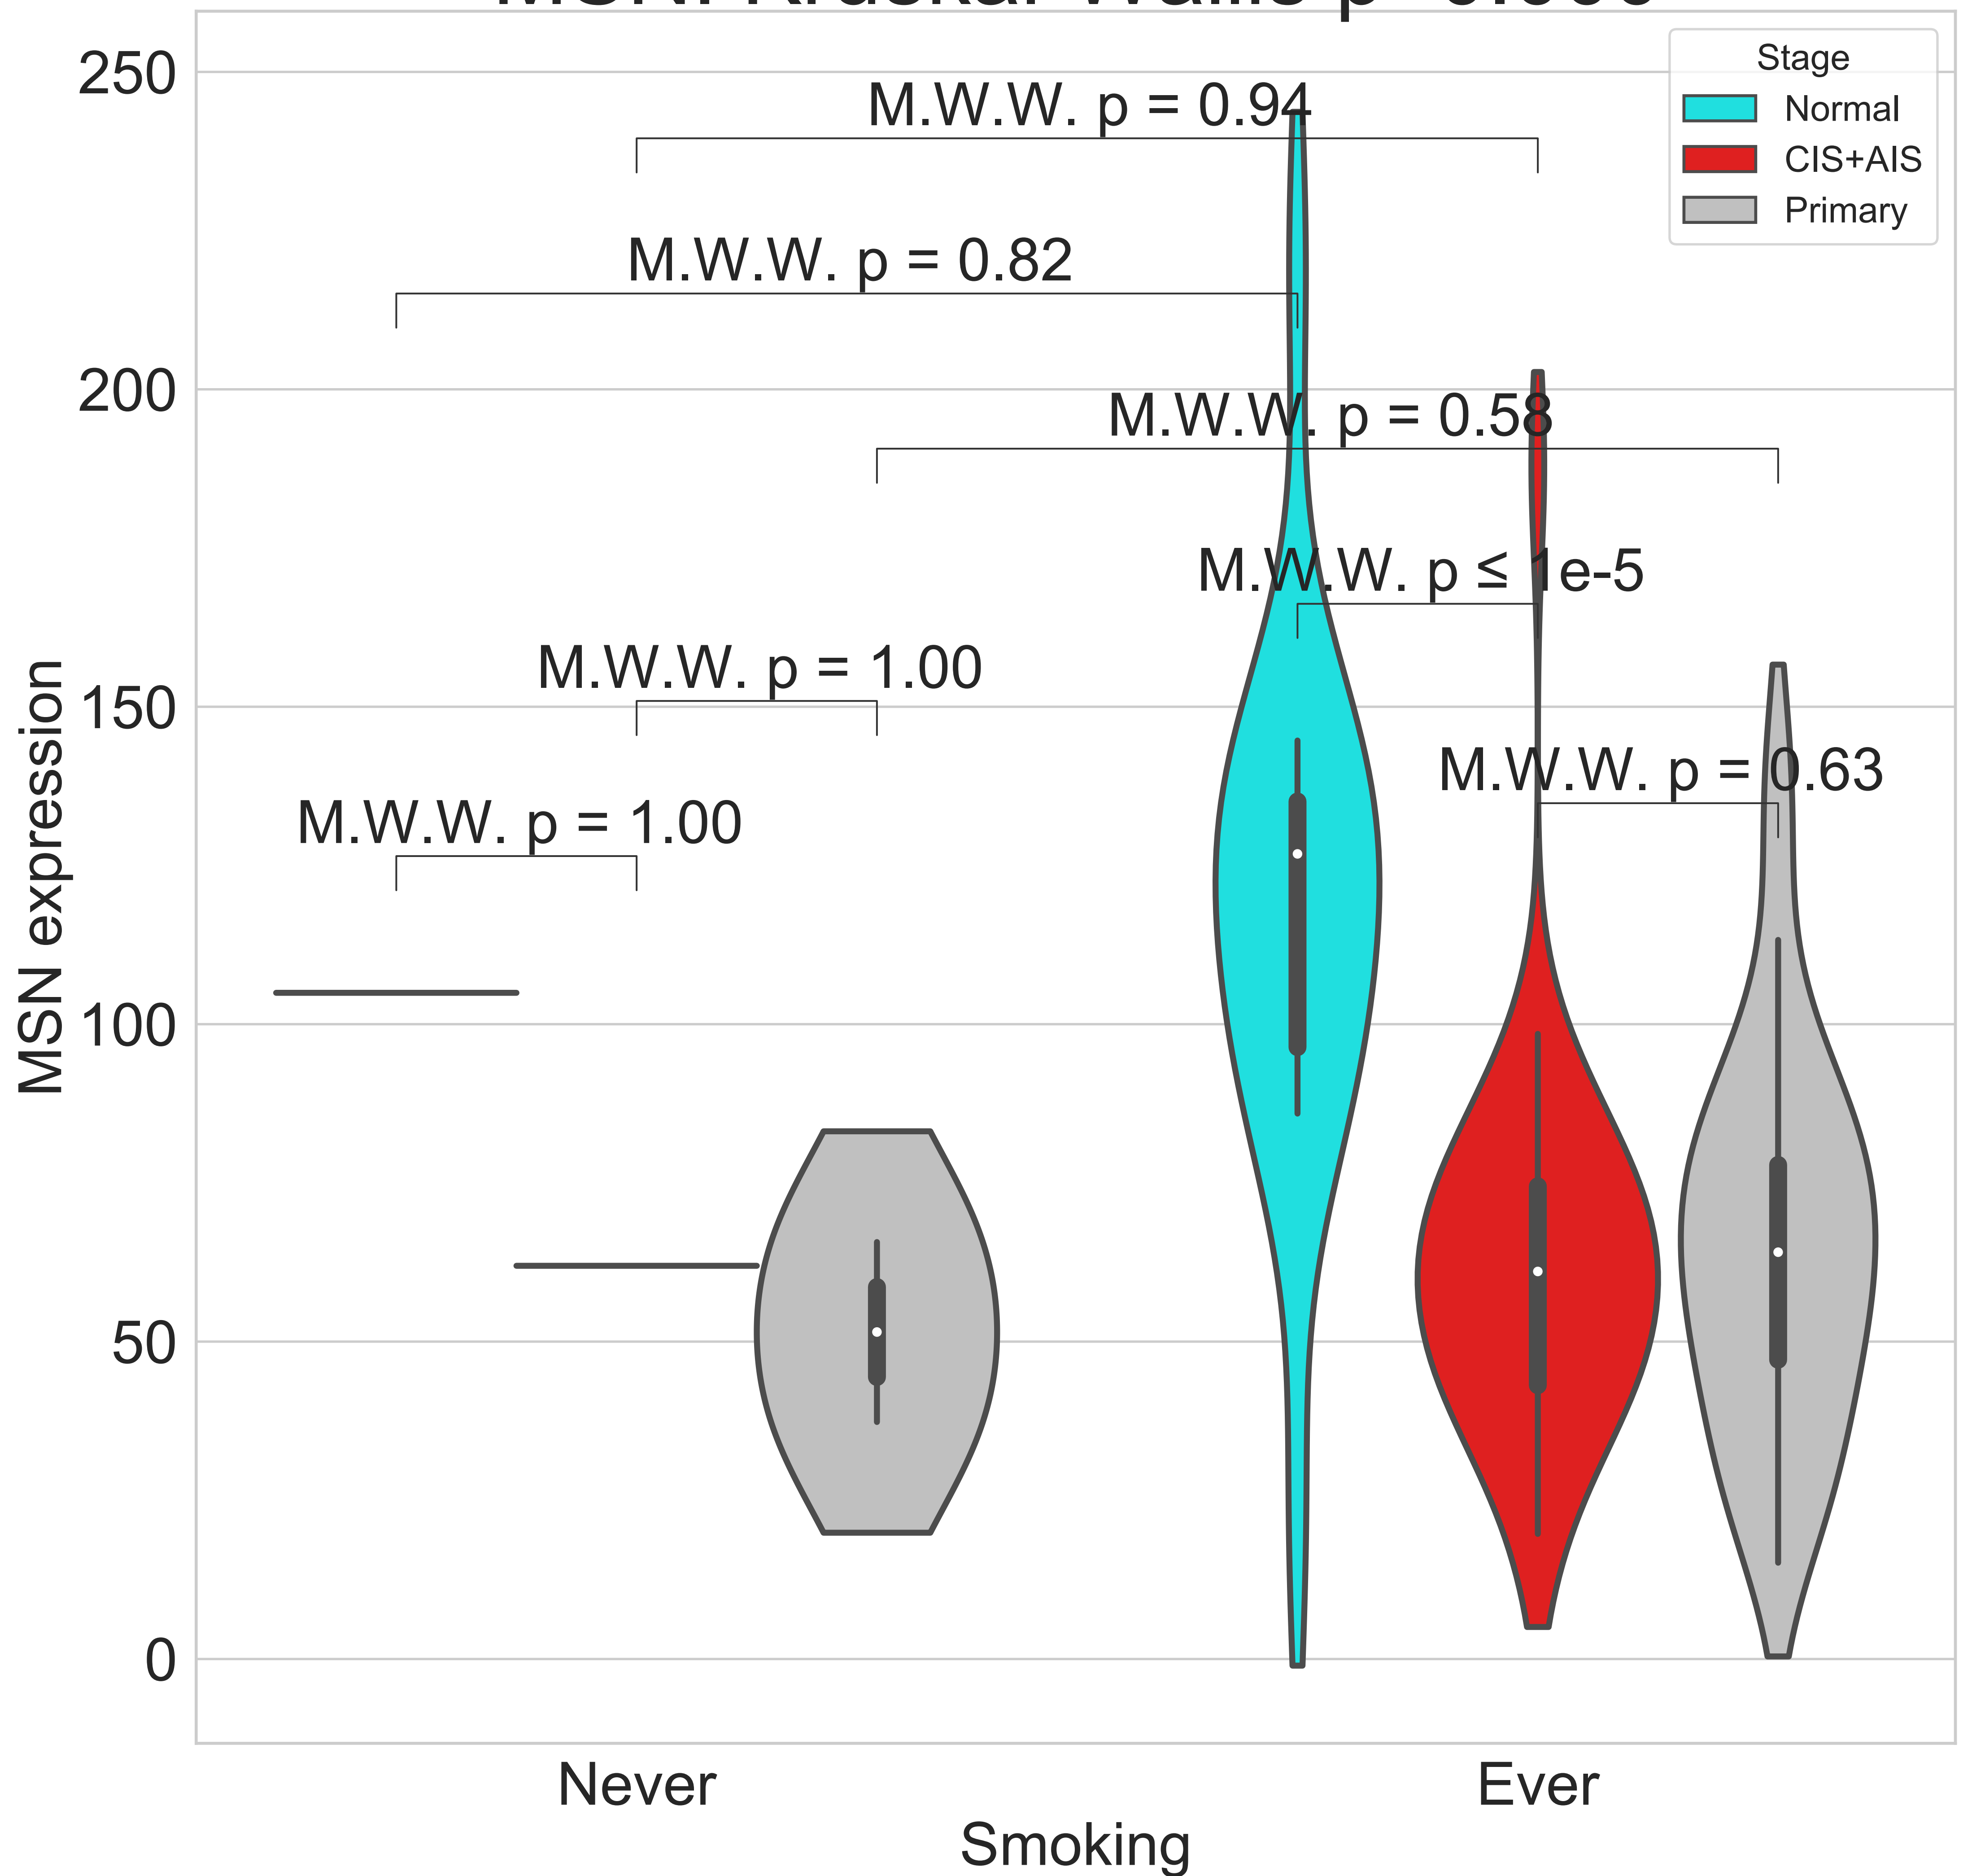 250
200
150
100
50
0
MSN expression
M.W.W. p = 0.94
M.W.W. p = 0.82
M.W.W. p = 0.58
M.W.W. p ≤ 1e-5
M.W.W. p = 1.00
M.W.W. p = 0.63
M.W.W. p = 1.00
Stage
Normal
CIS+AIS
Primary
Never
Ever
Smoking